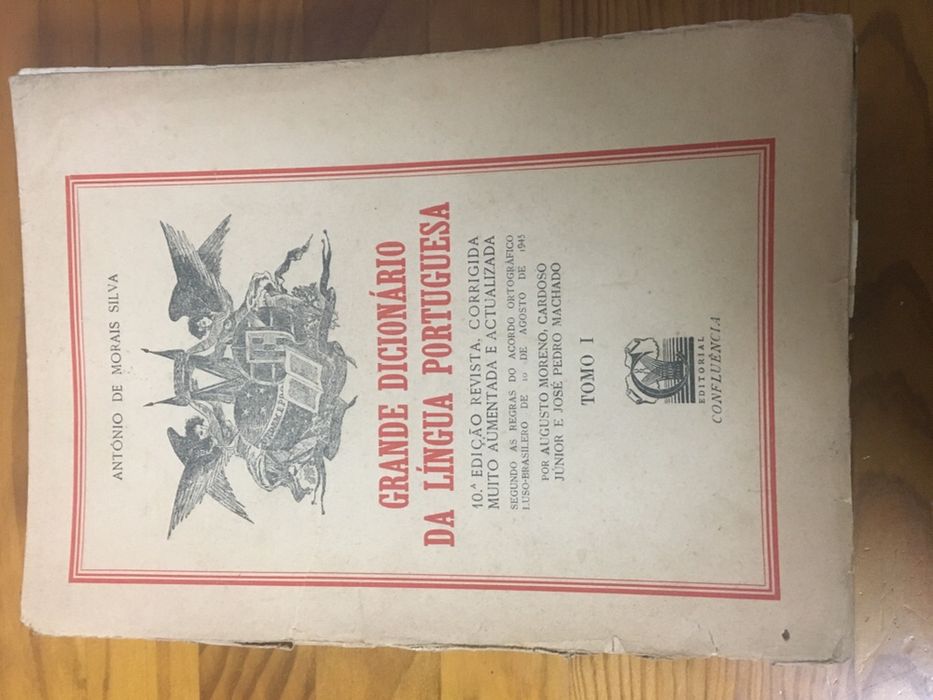 ANTÓNIO DE MORAIS SILVA
GRANDE DICIONÁRIO
DA LÍNGUA PORTUGUESA
10.ª EDIÇÃO REVISTA, CORRIGIDA
MUITO AUMENTADA E ACTUALIZADA
SEGUNDO AS REGRAS DO ACORDO ORTOGRÁFICO
LUSO-BRASILEIRO DE 10 DE AGOSTO DE 1945
POR AUGUSTO MORENO, CARDOSO
JÚNIOR E JOSÉ PEDRO MACHADO
TOMO I
EDITORIAL
CONFLUÊNCIA